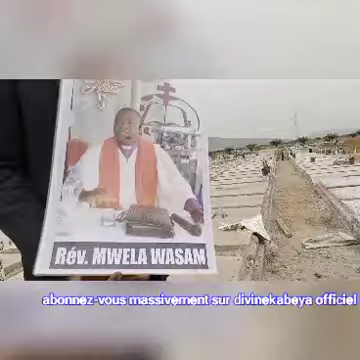 Rév. MWELA WASAM
abonnez-vous massivement sur divinekabeya officiel